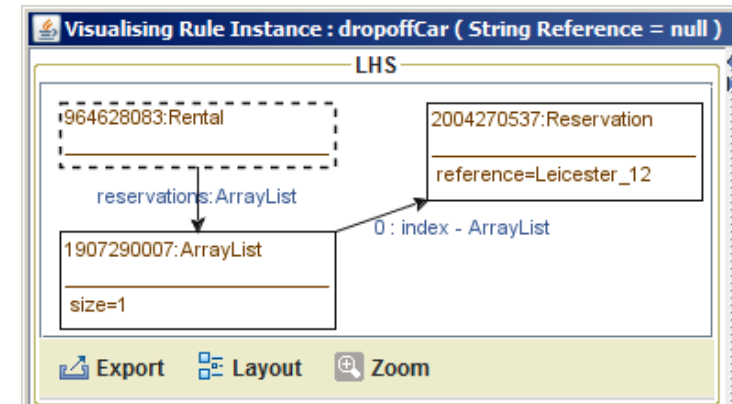 Visualising Rule Instance : dropoffCar ( String Reference = null )
LHS
964628083:Rental
2004270537:Reservation
reference=Leicester_12
reservations:ArrayList
0 : index - ArrayList
1907290007:ArrayList
size=1
Export Layout Zoom